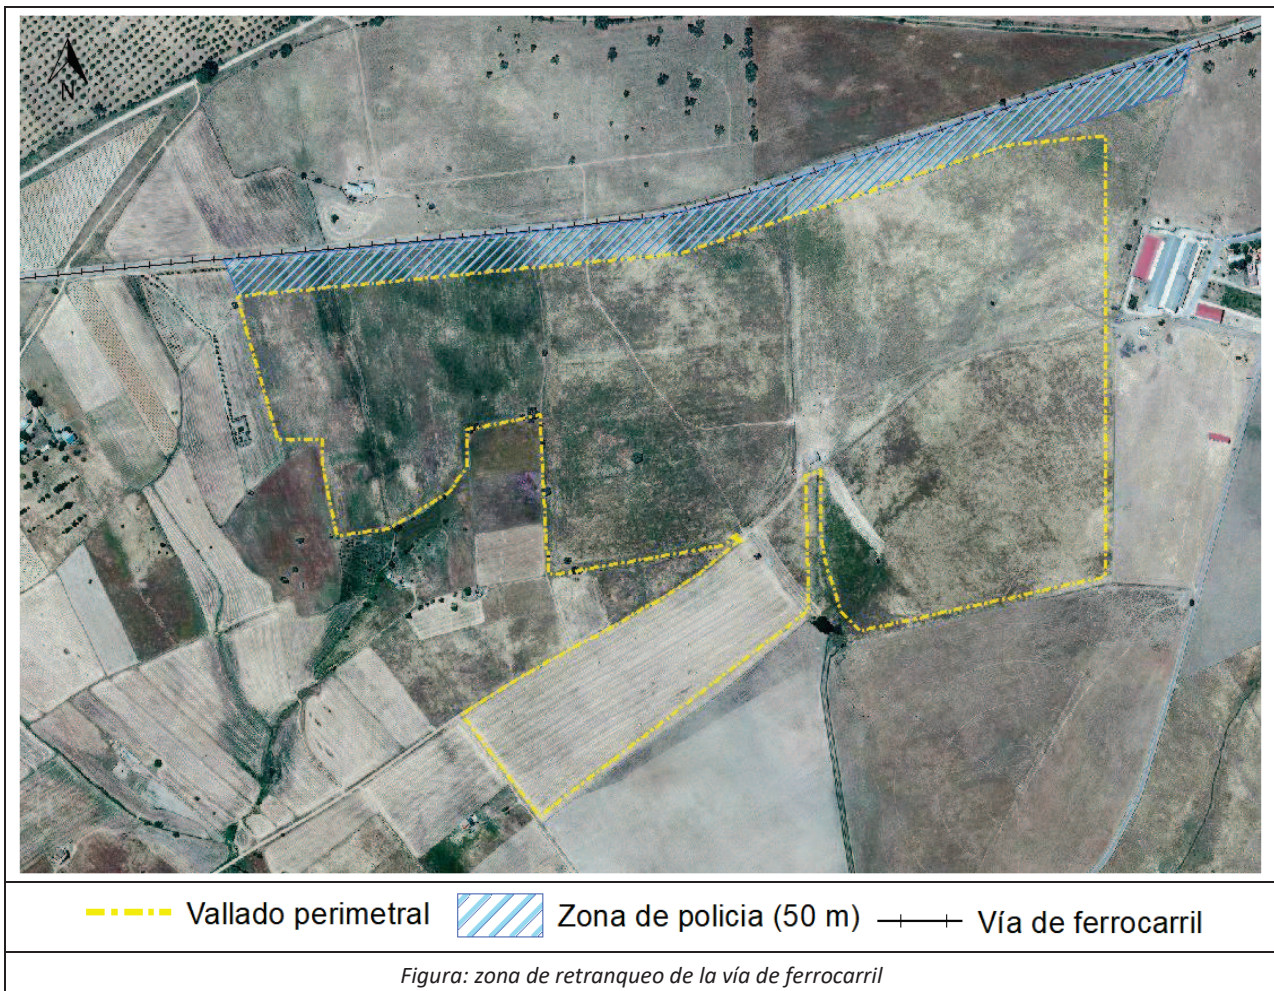 N
Vallado perimetral
Zona de policia (50 m)
Vía de ferrocarril
Figura: zona de retranqueo de la vía de ferrocarril